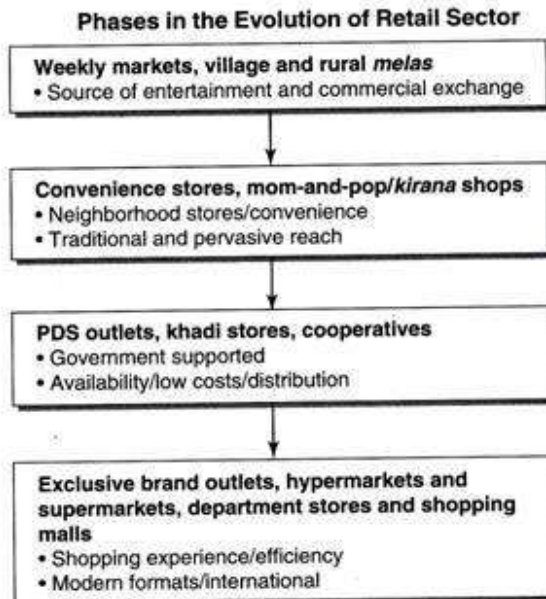 Phases in the Evolution of Retail Sector
Weekly markets, village and rural melas
• Source of entertainment and commercial exchange
Convenience stores, mom-and-pop/kirana shops
• Neighborhood stores/convenience
• Traditional and pervasive reach
PDS outlets, khadi stores, cooperatives
• Government supported
• Availability/low costs/distribution
Exclusive brand outlets, hypermarkets and
supermarkets, department stores and shopping
malls
• Shopping experience/efficiency
• Modern formats/international